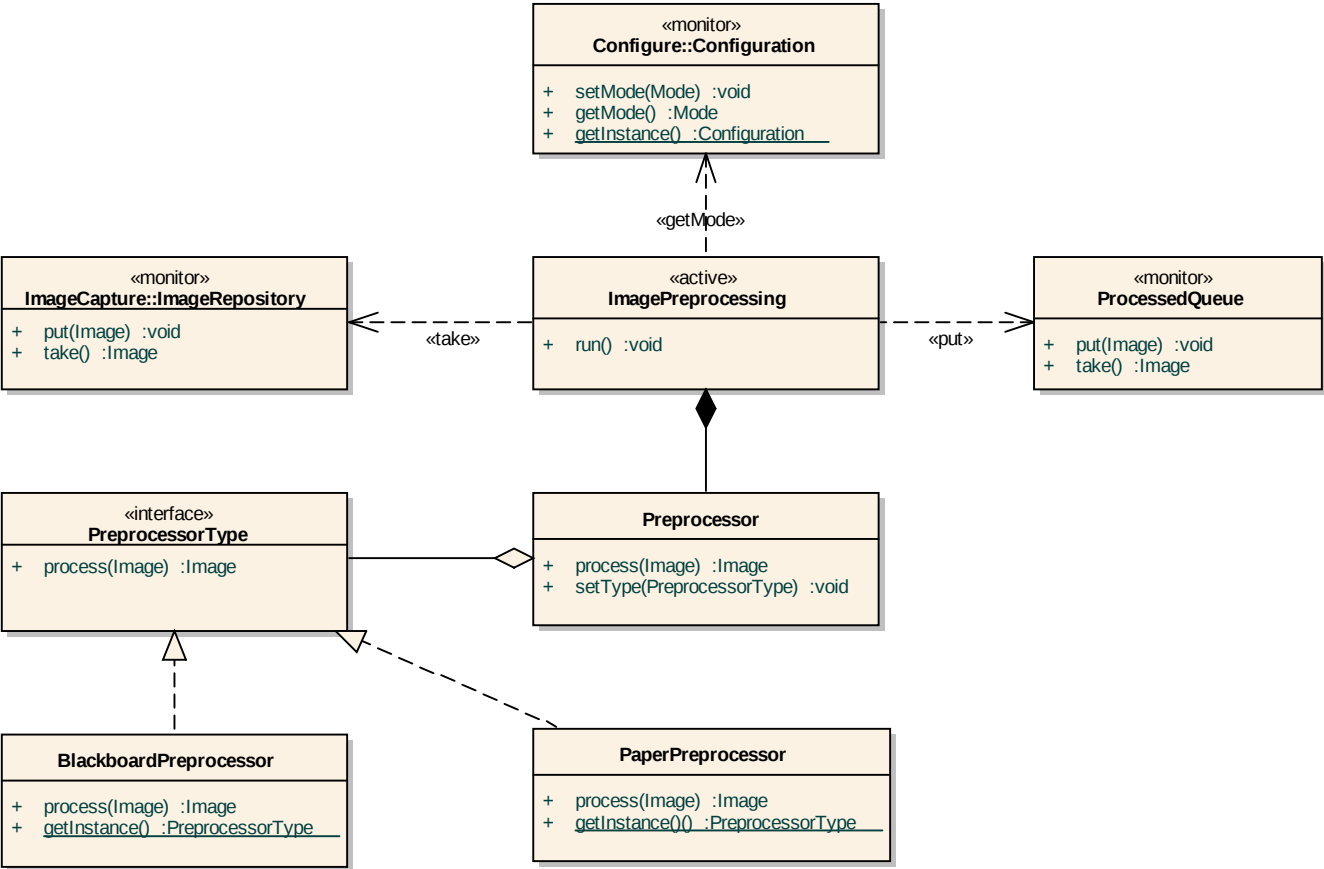 «monitor»
Configure::Configuration
+ setMode(Mode) :void
+ getMode() :Mode
+ getInstance() :Configuration
«getMode»
«monitor»
ImageCapture::ImageRepository
+ put(Image) :void
+ take() :Image
«take»
«active»
ImagePreprocessing
+ run() :void
«put»
«monitor»
ProcessedQueue
+ put(Image) :void
+ take() :Image
«interface»
PreprocessorType
+ process(Image) :Image
Preprocessor
+ process(Image) :Image
+ setType(PreprocessorType) :void
BlackboardPreprocessor
+ process(Image) :Image
+ getInstance() :PreprocessorType
PaperPreprocessor
+ process(Image) :Image
+ getInstance()() :PreprocessorType